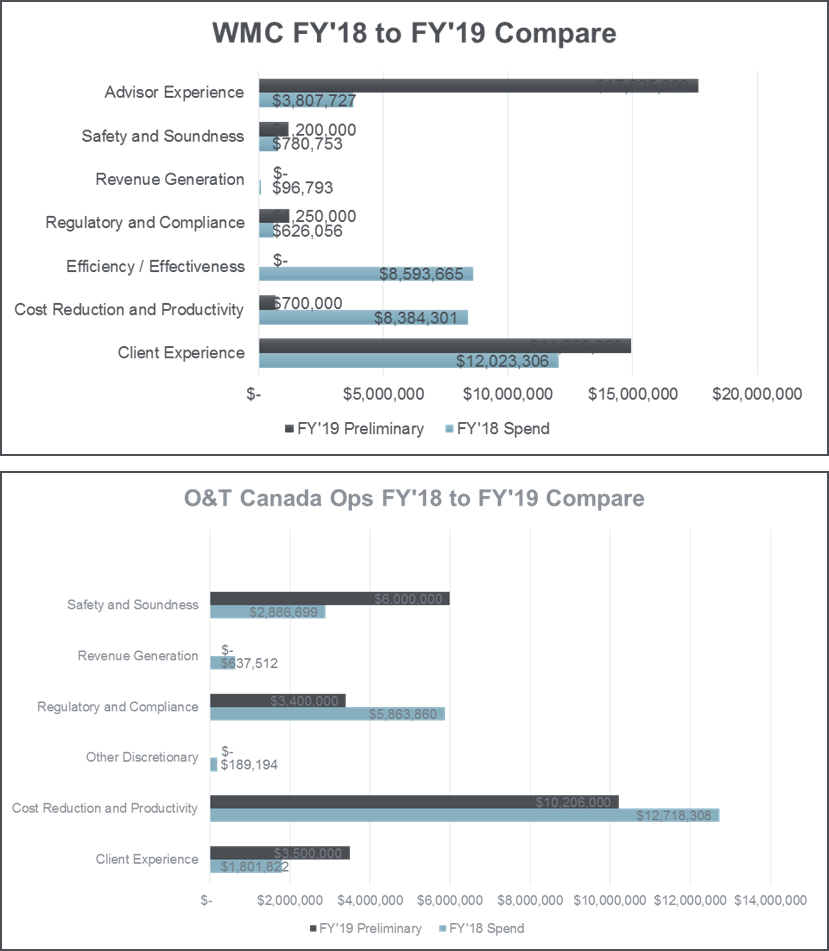 WMC FY'18 to FY'19 Compare
Advisor Experience
$3,807,727
Safety and Soundness
,200,000
$780,753
Revenue Generation
$-
$96,793
Regulatory and Compliance
,250,000
$626,056
Efficiency / Effectiveness
$-
$8,593,665
Cost Reduction and Productivity
$700,000
$8,384,301
Client Experience
$12,023,306
$- $5,000,000 $10,000,000 $15,000,000 $20,000,000
FY'19 Preliminary FY'18 Spend
O&T Canada Ops FY'18 to FY'19 Compare
Safety and Soundness
$6,000,000
$2,886,699
Revenue Generation
$-
$637,512
Regulatory and Compliance
$3,400,000
$5,863,860
Other Discretionary
$-
$189,194
Cost Reduction and Productivity
$10,206,000
$12,718,308
Client Experience
$3,500,000
$1,801,822
$- $2,000,000 $4,000,000 $6,000,000 $8,000,000 $10,000,000 $12,000,000 $14,000,000
FY'19 Preliminary FY'18 Spend